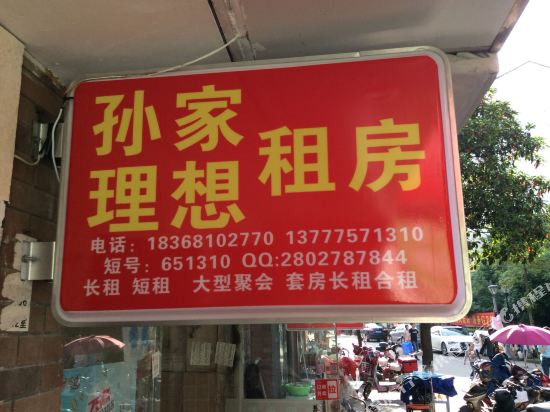 孙家
理想
租房
电话：18368102770 13777571310
短号：651310 QQ:2802787844
长租 短租 大型聚会 套房长租合租